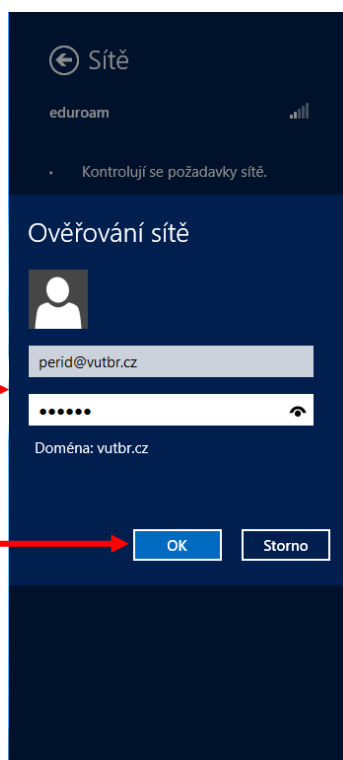 Sítě
eduroam
Kontrolují se požadavky sítě.
Ověřování sítě
perid@vutbr.cz
••••••
Doména: vutbr.cz
OK
Storno